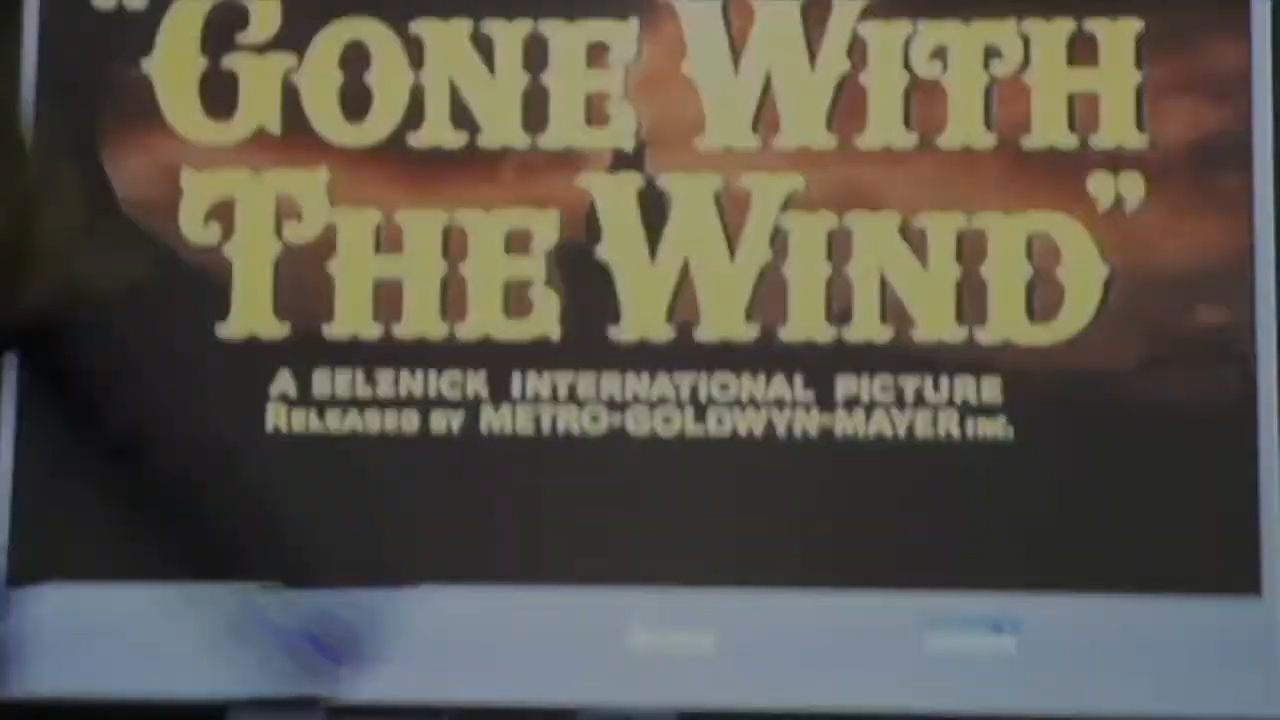 "GONE WITH
THE WIND"
A SELZNICK INTERNATIONAL PICTURE
RELEASED BY METRO-GOLDWYN-MAYER INC.